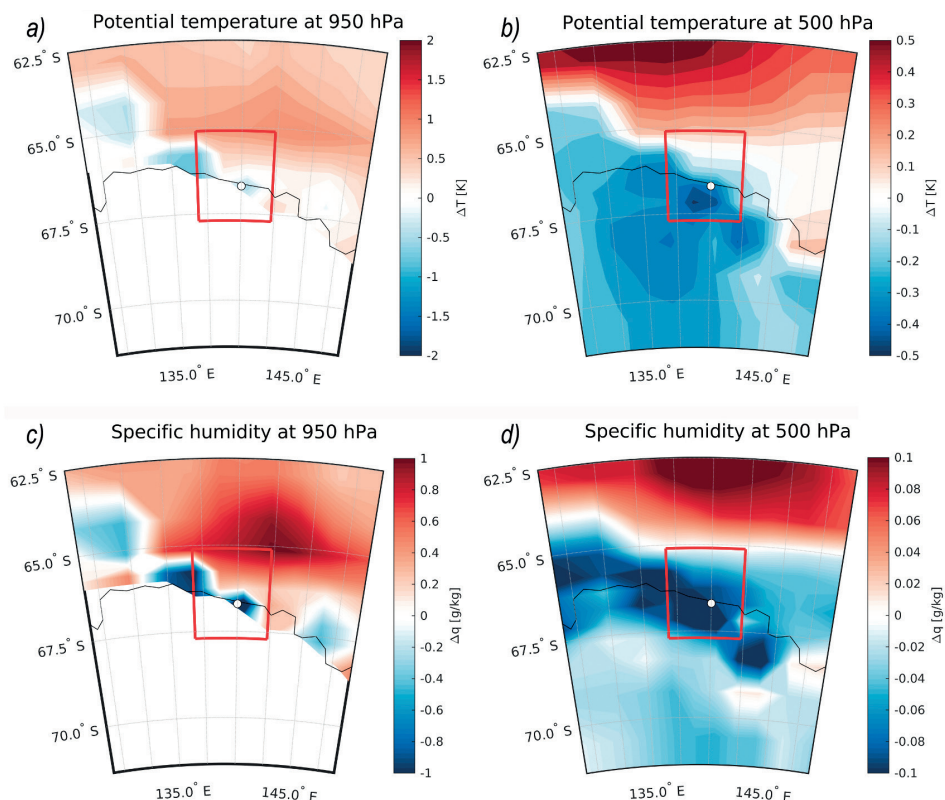 a) Potential temperature at 950 hPa
62.5° S
65.0° S
67.5° S
70.0° S
135.0° E
145.0° E
2
1.5
1
0.5
0
-0.5
-1
-1.5
-2
ΔT [K]
b) Potential temperature at 500 hPa
62.5° S
65.0° S
67.5° S
70.0° S
135.0° E
145.0° E
0.5
0.4
0.3
0.2
0.1
0
-0.1
-0.2
-0.3
-0.4
-0.5
ΔT [K]
c) Specific humidity at 950 hPa
62.5° S
65.0° S
67.5° S
70.0° S
135.0° E
145.0° E
1
0.8
0.6
0.4
0.2
0
-0.2
-0.4
-0.6
-0.8
-1
Δq [g/kg]
d) Specific humidity at 500 hPa
62.5° S
65.0° S
67.5° S
70.0° S
135.0° E
145.0° E
0.1
0.08
0.06
0.04
0.02
0
-0.02
-0.04
-0.06
-0.08
-0.1
Δq [g/kg]